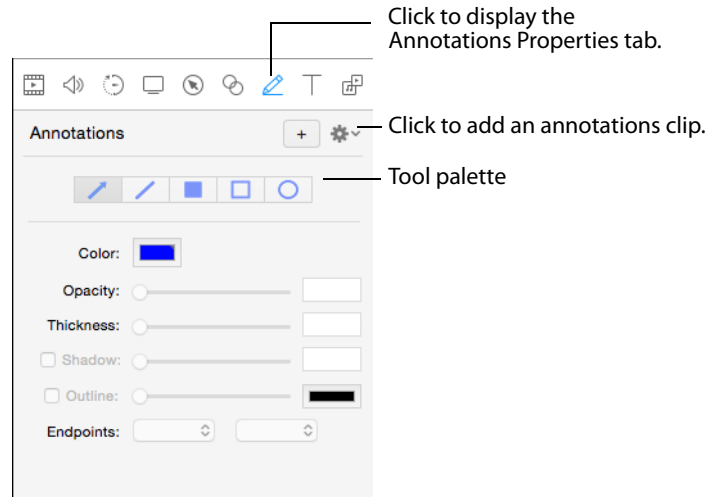 Click to display the
Annotations Properties tab.
Annotations
+
Click to add an annotations clip.
Tool palette
Color:
Opacity:
Thickness:
Shadow:
Outline:
Endpoints: